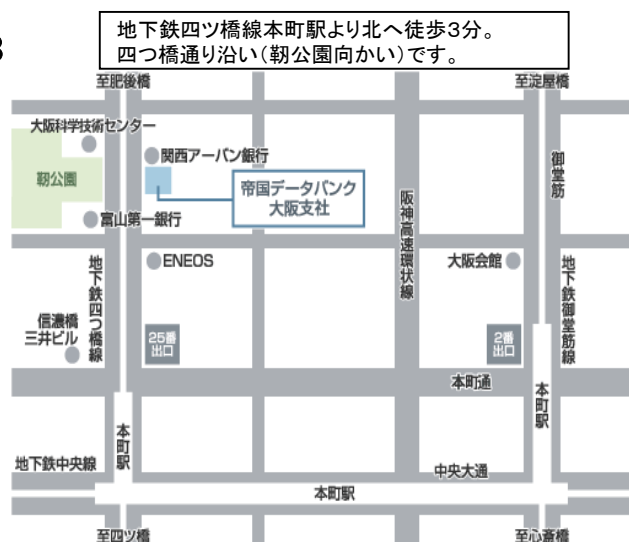 地下鉄四ツ橋線本町駅より北へ徒歩3分。
四つ橋通り沿い(靭公園向かい)です。
至肥後橋
至淀屋橋
大阪科学技術センター
関西アーバン銀行
靭公園
帝国データバンク
大阪支社
富山第一銀行
阪神高速環状線
御堂筋
地下鉄四つ橋線
ENEOS
大阪会館
地下鉄御堂筋線
信濃橋
三井ビル
25番
出口
2番
出口
本町通
本町駅
本町駅
地下鉄中央線
中央大通
本町駅
至四ツ橋
至心斎橋